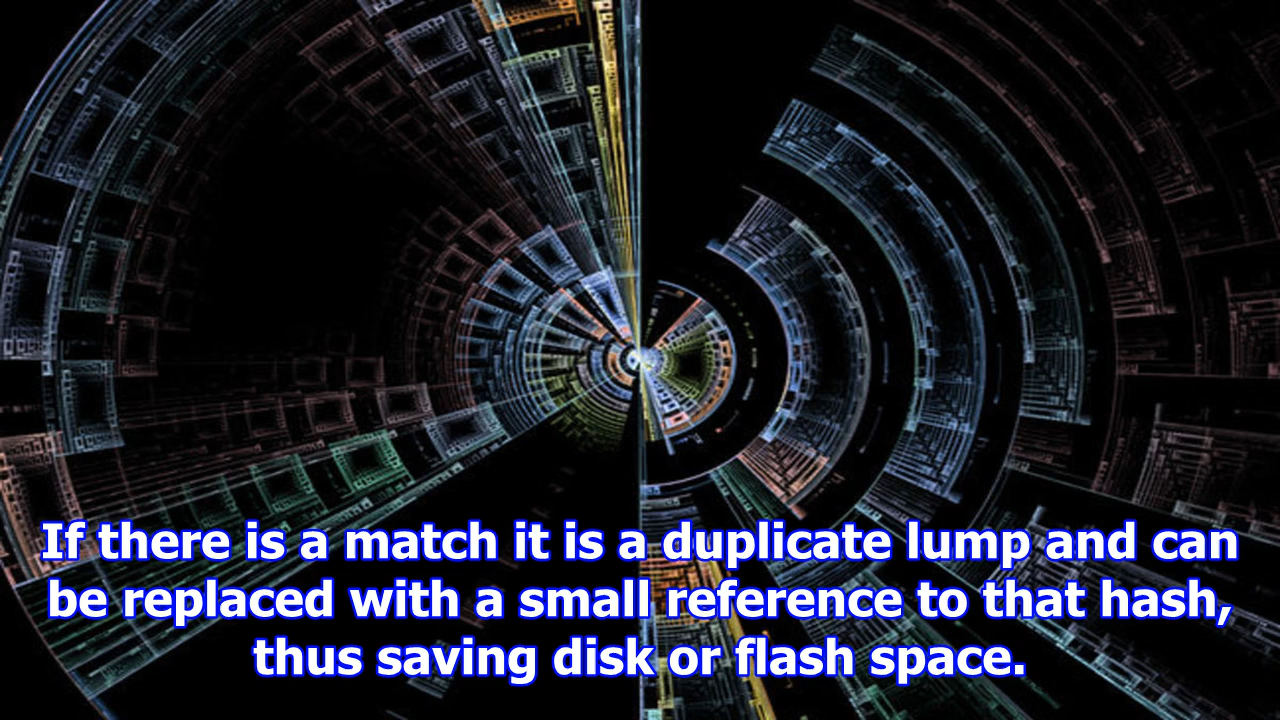 If there is a match it is a duplicate lump and can
be replaced with a small reference to that hash,
thus saving disk or flash space.